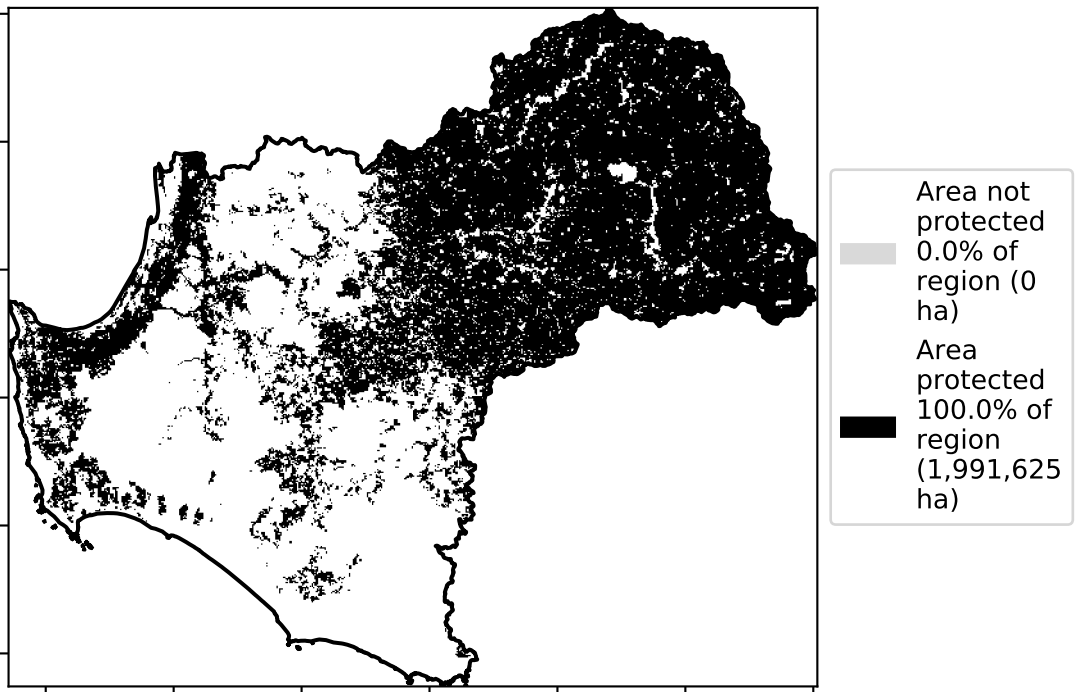 Area not
protected
0.0% of
region (0
ha)
Area
protected
100.0% of
region
(1,991,625
ha)